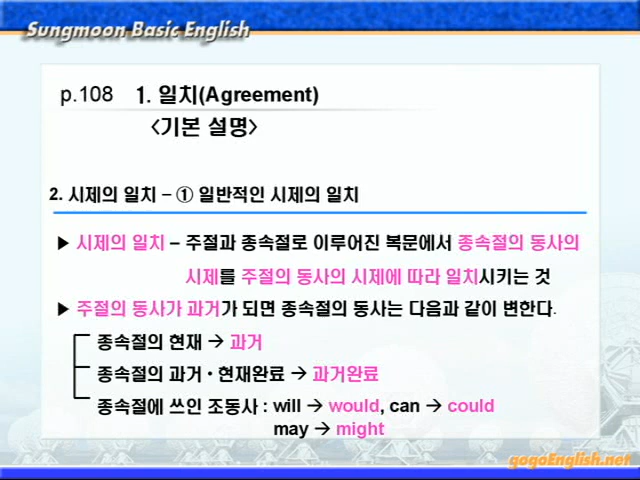 Sungmoon Basic English
p.108 1. 일치(Agreement)
<기본 설명>
2. 시제의 일치 – ① 일반적인 시제의 일치
▶ 시제의 일치 – 주절과 종속절로 이루어진 복문에서 종속절의 동사의
시제를 주절의 동사의 시제에 따라 일치시키는 것
▶ 주절의 동사가 과거가 되면 종속절의 동사는 다음과 같이 변한다.
종속절의 현재 → 과거
종속절의 과거 • 현재완료 → 과거완료
종속절에 쓰인 조동사 : will → would, can → could
may → might
gogoEnglish.net